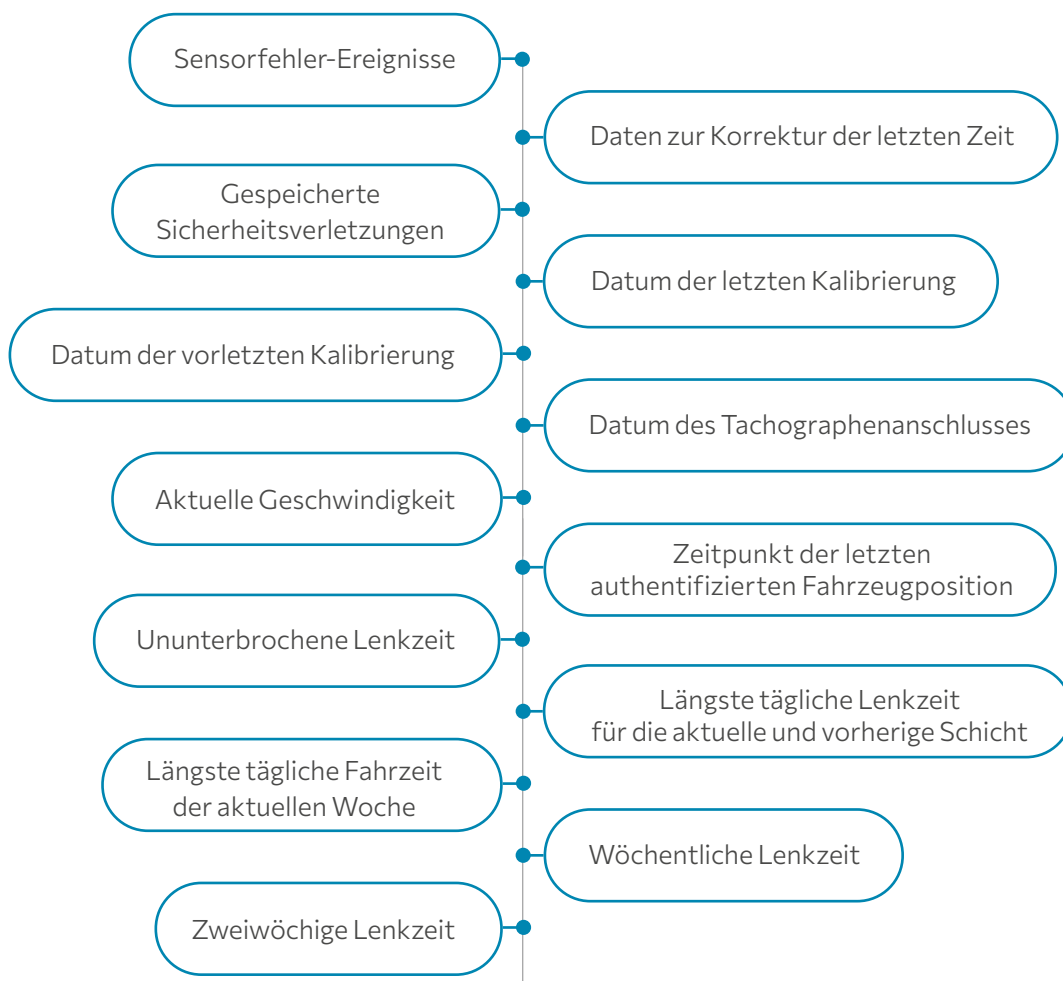 Sensorfehler-Ereignisse
Daten zur Korrektur der letzten Zeit
Gespeicherte
Sicherheitsverletzungen
Datum der letzten Kalibrierung
Datum der vorletzten Kalibrierung
Datum des Tachographenanschlusses
Aktuelle Geschwindigkeit
Zeitpunkt der letzten
authentifizierten Fahrzeugposition
Ununterbrochene Lenkzeit
Längste tägliche Lenkzeit
für die aktuelle und vorherige Schicht
Längste tägliche Fahrzeit
der aktuellen Woche
Wöchentliche Lenkzeit
Zweiwöchige Lenkzeit